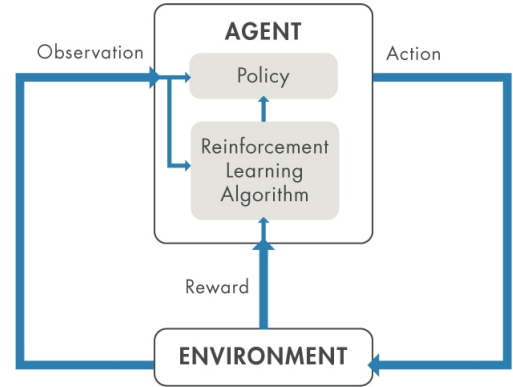 AGENT
Observation
Action
Policy
Reinforcement
Learning
Algorithm
Reward
ENVIRONMENT